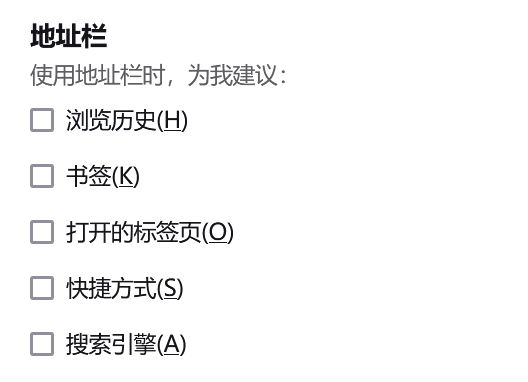 地址栏
使用地址栏时，为我建议：
浏览历史(H)
书签(K)
打开的标签页(O)
快捷方式(S)
搜索引擎(A)